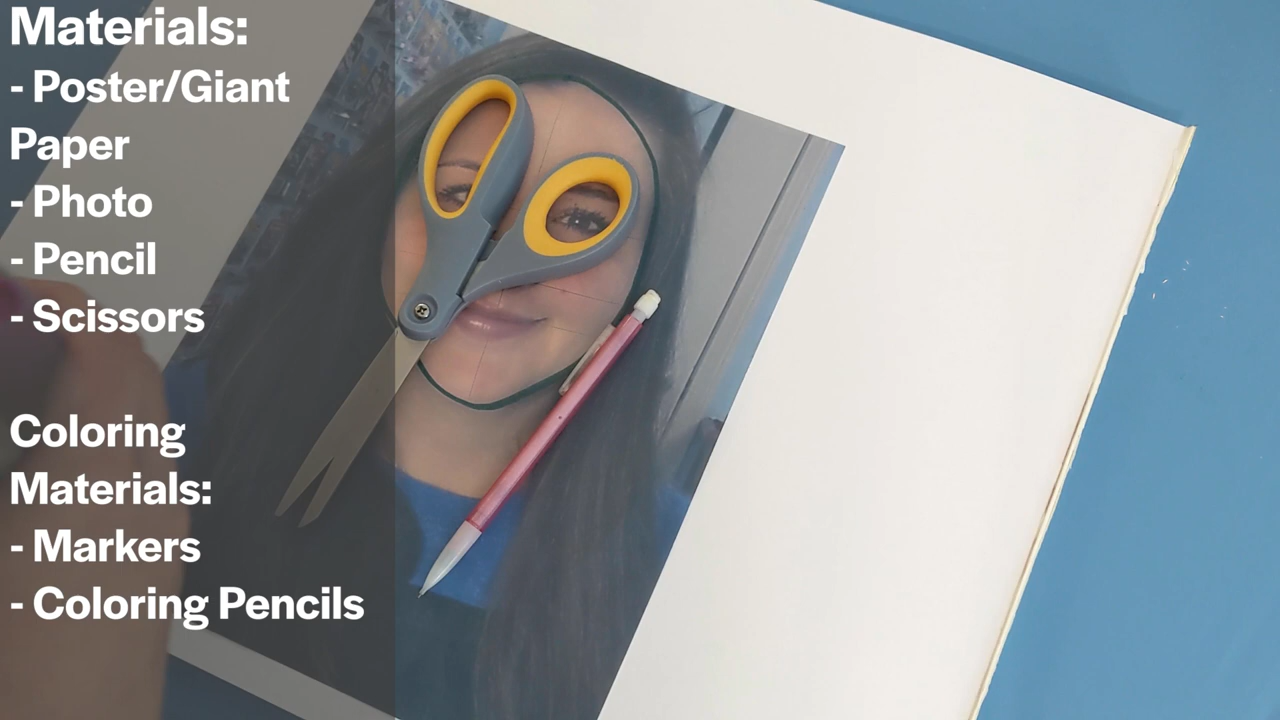 Materials:
- Poster/Giant
Paper
- Photo
- Pencil
- Scissors
Coloring
Materials:
- Markers
- Coloring Pencils